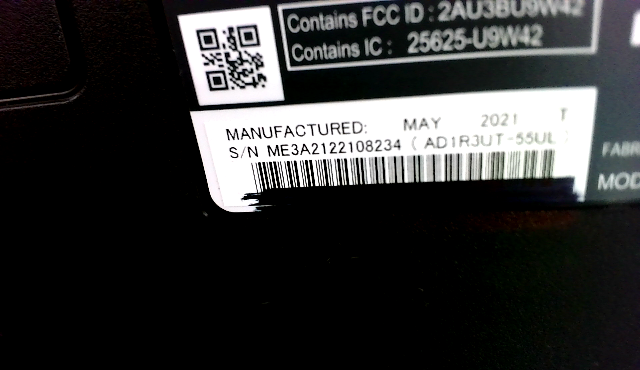 Contains FCC ID : 2AU3BU9W42
Contains IC : 25625-U9W42
MANUFACTURED: MAY 2021 T
S/N ME3A2122108234 ( AD1R3UT-55UL
FABR
MOD